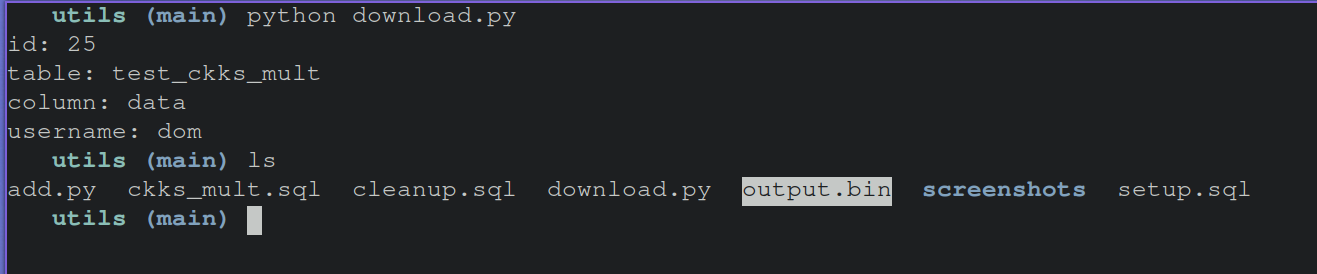 utils (main) python download.py
id: 25
table: test_ckks_mult
column: data
username: dom
utils (main) ls
add.py ckks_mult.sql cleanup.sql download.py output.bin screenshots setup.sql
utils (main)